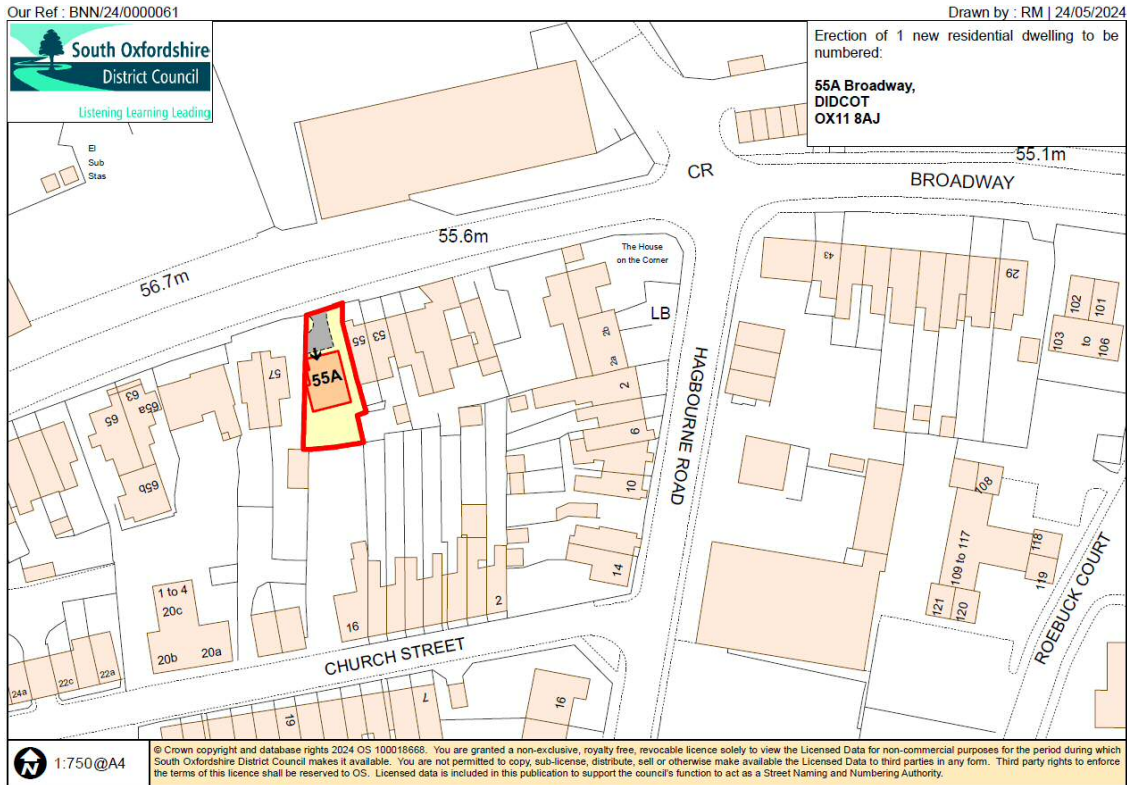 Our Ref : BNN/24/0000061
Drawn by : RM | 24/05/2024
South Oxfordshire
District Council
Listening Learning Leading
Erection of 1 new residential dwelling to be
numbered:
55A Broadway,
DIDCOT
OX11 8AJ
El
Sub
Stas
55.1m
CR
BROADWAY
55.6m
The House
on the Corner
56.7m
LB
43
29
102
101
103
to
106
2b
2a
55
53
55A
57
63
65a
65
65b
2
6
10
14
HAGBOURNE ROAD
108
109 to 117
118
119
121
120
ROEBUCK COURT
1 to 4
20c
20b
20a
16
2
CHURCH STREET
24a
22c
22a
19
7
16
N
1:750@A4
© Crown copyright and database rights 2024 OS 100018668. You are granted a non-exclusive, royalty free, revocable licence solely to view the Licensed Data for non-commercial purposes for the period during which
South Oxfordshire District Council makes it available. You are not permitted to copy, sub-license, distribute, sell or otherwise make available the Licensed Data to third parties in any form. Third party rights to enforce
the terms of this licence shall be reserved to OS. Licensed data is included in this publication to support the council's function to act as a Street Naming and Numbering Authority.